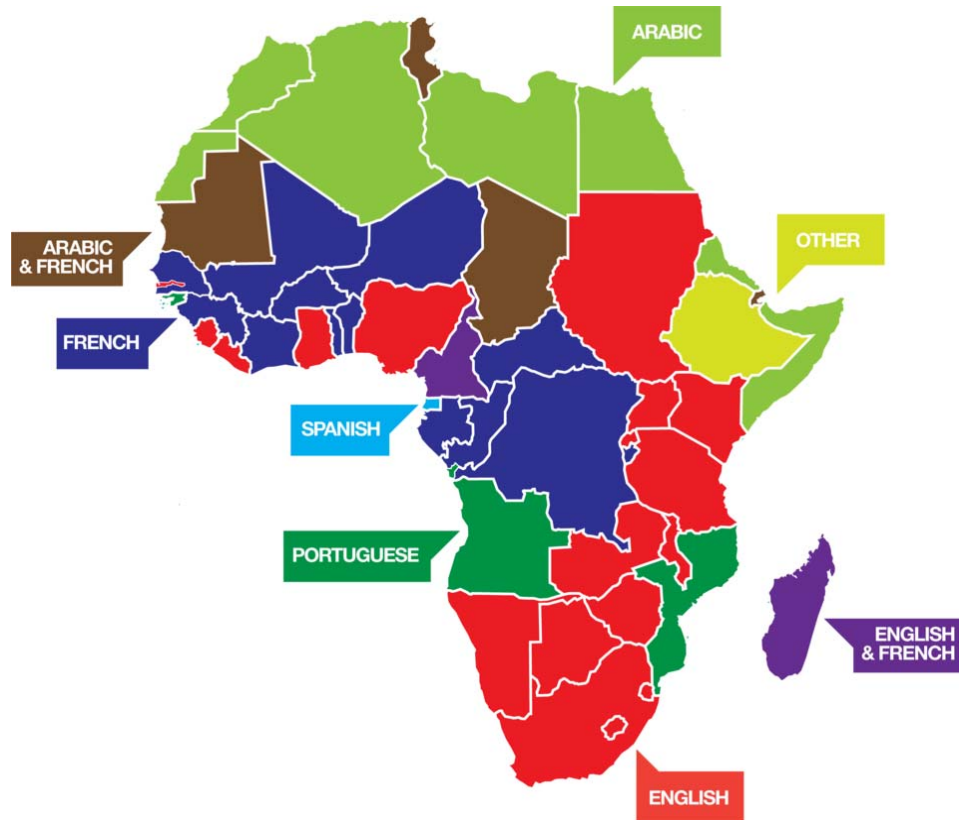 ARABIC
OTHER
ARABIC
& FRENCH
FRENCH
SPANISH
PORTUGUESE
ENGLISH
& FRENCH
ENGLISH